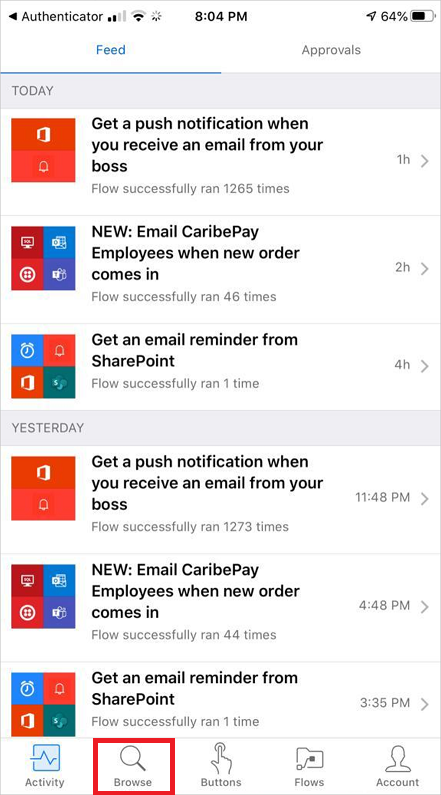 Authenticator 8:04 PM 64%
Feed Approvals
TODAY
Get a push notification when
you receive an email from your
boss
1h
Flow successfully ran 1265 times
NEW: Email CaribePay
Employees when new order
comes in
2h
Flow successfully ran 46 times
Get an email reminder from
SharePoint
4h
Flow successfully ran 1 time
YESTERDAY
Get a push notification when
you receive an email from your
boss
11:48 PM
Flow successfully ran 1273 times
NEW: Email CaribePay
Employees when new order
comes in
4:48 PM
Flow successfully ran 44 times
Get an email reminder from
SharePoint
3:35 PM
Flow successfully ran 1 time
Activity Browse Buttons Flows Account